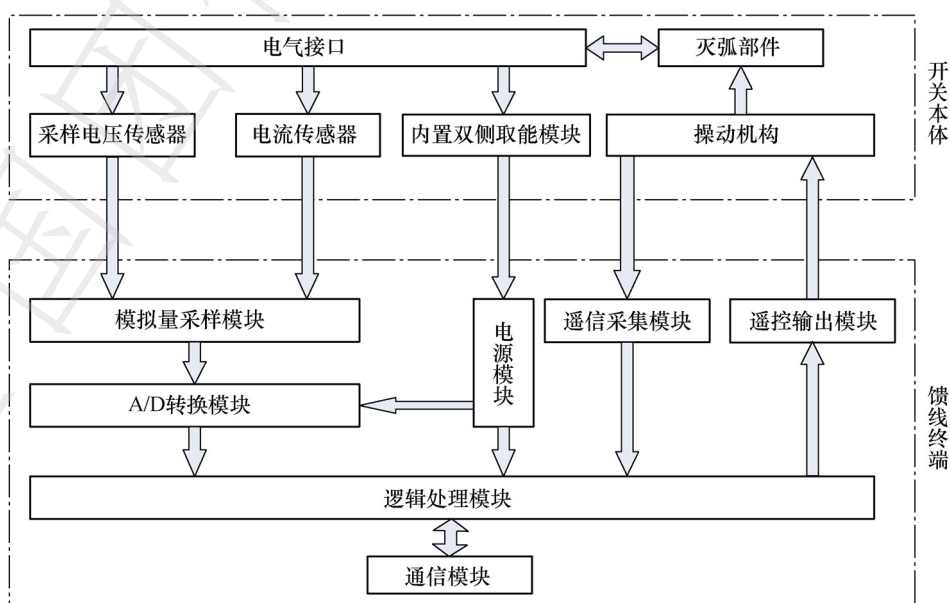 电气接口
灭弧部件
开关本体
采样电压传感器
电流传感器
内置双侧取能模块
操动机构
模拟量采样模块
电源模块
遥信采集模块
遥控输出模块
A/D转换模块
馈线终端
逻辑处理模块
通信模块